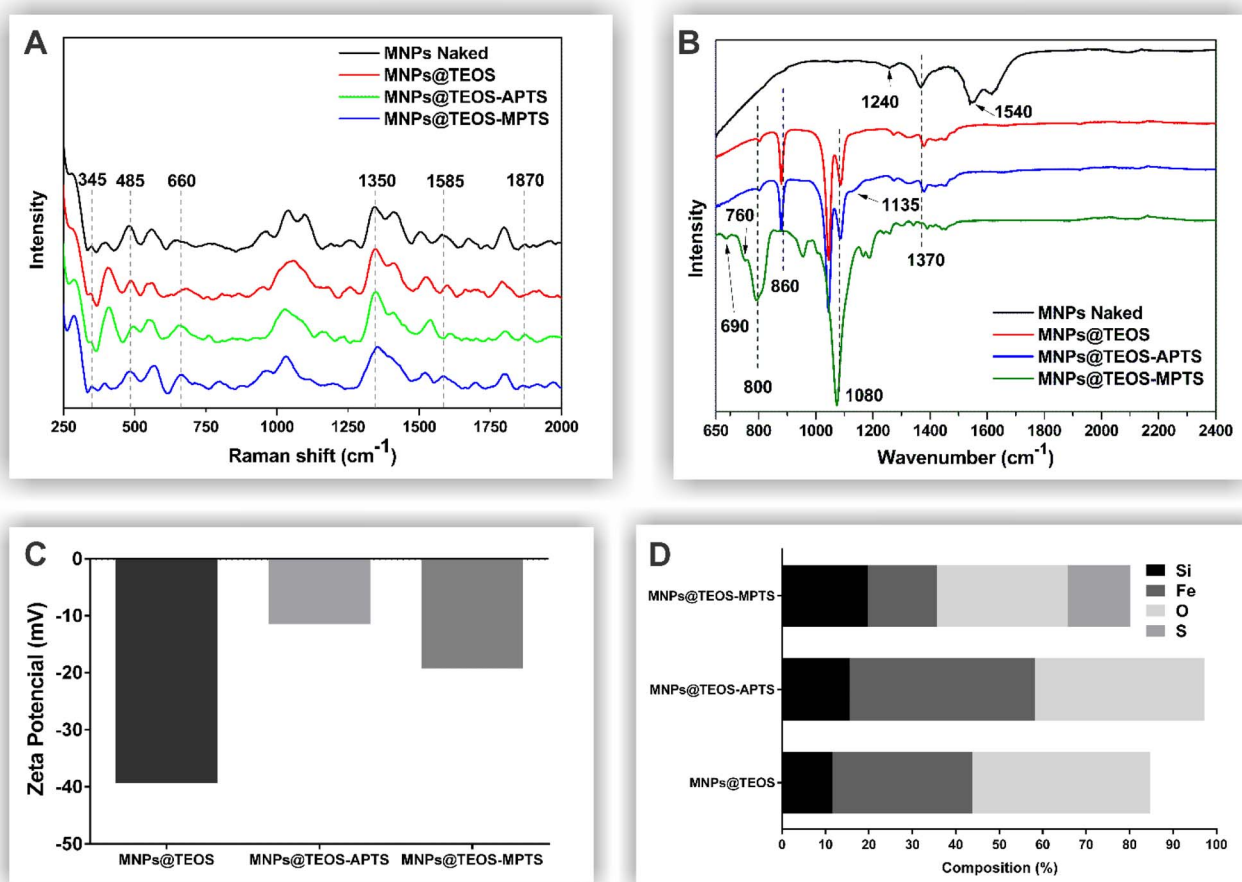 A
MNPs Naked
MNPs@TEOS
MNPs@TEOS-APTS
MNPs@TEOS-MPTS
345 485 660 1350 1585 1870
Intensity
250 500 750 1000 1250 1500 1750 2000
Raman shift (cm-1)
B
1240
1540
760
1135
690
860
1370
800
1080
MNPs Naked
MNPs@TEOS
MNPs@TEOS-APTS
MNPs@TEOS-MPTS
Intensity
650 800 1000 1200 1400 1600 1800 2000 2200 2400
Wavenumber (cm-1)
C
0
-10
-20
-30
-40
-50
Zeta Potencial (mV)
MNPs@TEOS MNPs@TEOS-APTS MNPs@TEOS-MPTS
D
Si
Fe
O
S
MNPs@TEOS-MPTS
MNPs@TEOS-APTS
MNPs@TEOS
0 10 20 30 40 50 60 70 80 90 100
Composition (%)